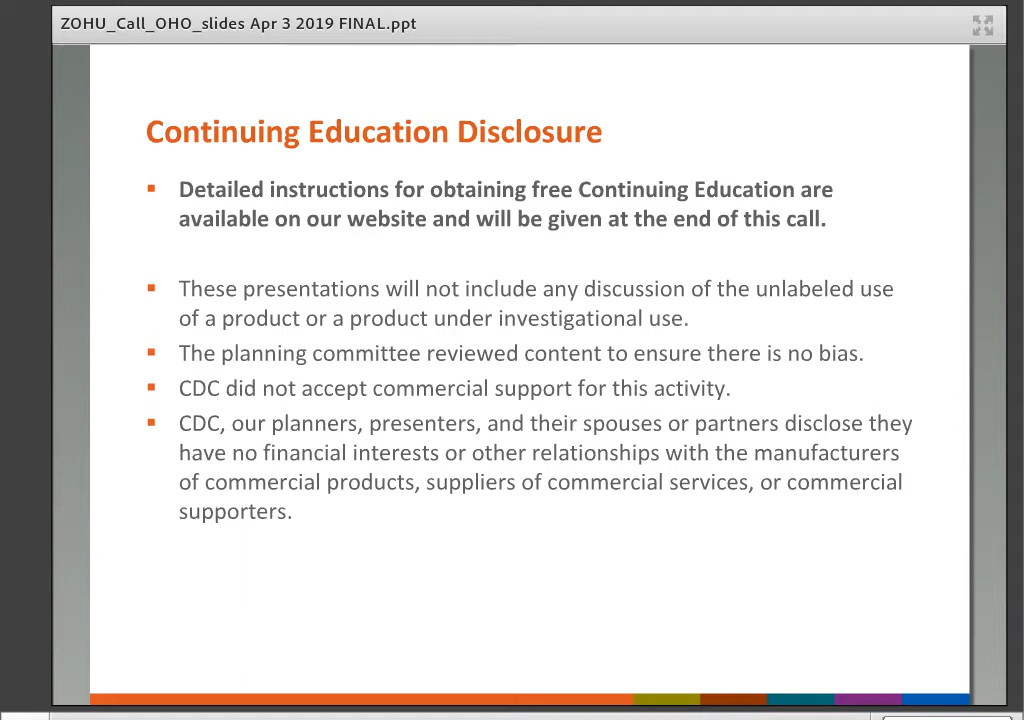 ZOHU_Call_OHO_slides Apr 3 2019 FINAL.ppt
Continuing Education Disclosure
Detailed instructions for obtaining free Continuing Education are
available on our website and will be given at the end of this call.
These presentations will not include any discussion of the unlabeled use
of a product or a product under investigational use.
The planning committee reviewed content to ensure there is no bias.
CDC did not accept commercial support for this activity.
CDC, our planners, presenters, and their spouses or partners disclose they
have no financial interests or other relationships with the manufacturers
of commercial products, suppliers of commercial services, or commercial
supporters.